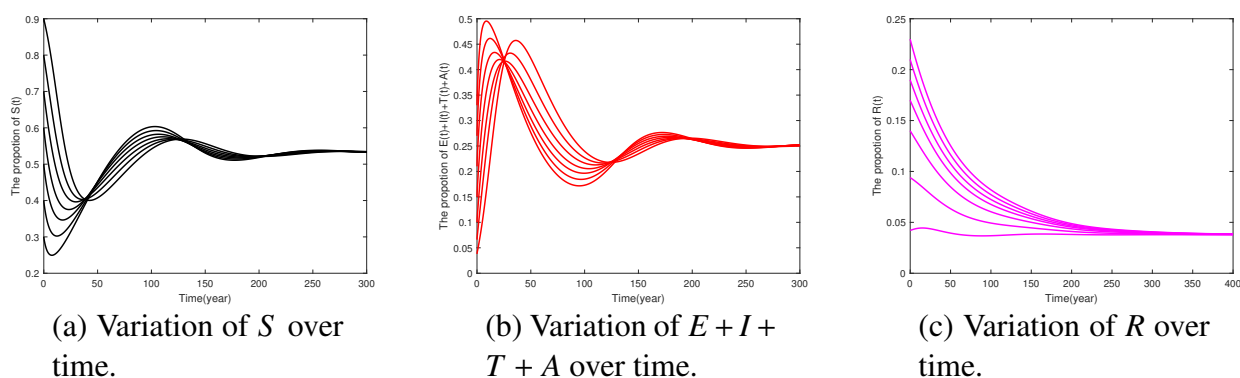 The propotion of S(t)
0.9
0.8
0.7
0.6
0.5
0.4
0.3
0.2
0 50 100 150 200 250 300
Time(year)
(a) Variation of S over
time.
The propotion of E(t)+I(t)+T(t)+A(t)
0.5
0.45
0.4
0.35
0.3
0.25
0.2
0.15
0.1
0.05
0
0 50 100 150 200 250 300
Time(year)
(b) Variation of E + I +
T + A over time.
The propotion of R(t)
0.25
0.2
0.15
0.1
0.05
0
0 50 100 150 200 250 300 350 400
Time(year)
(c) Variation of R over
time.